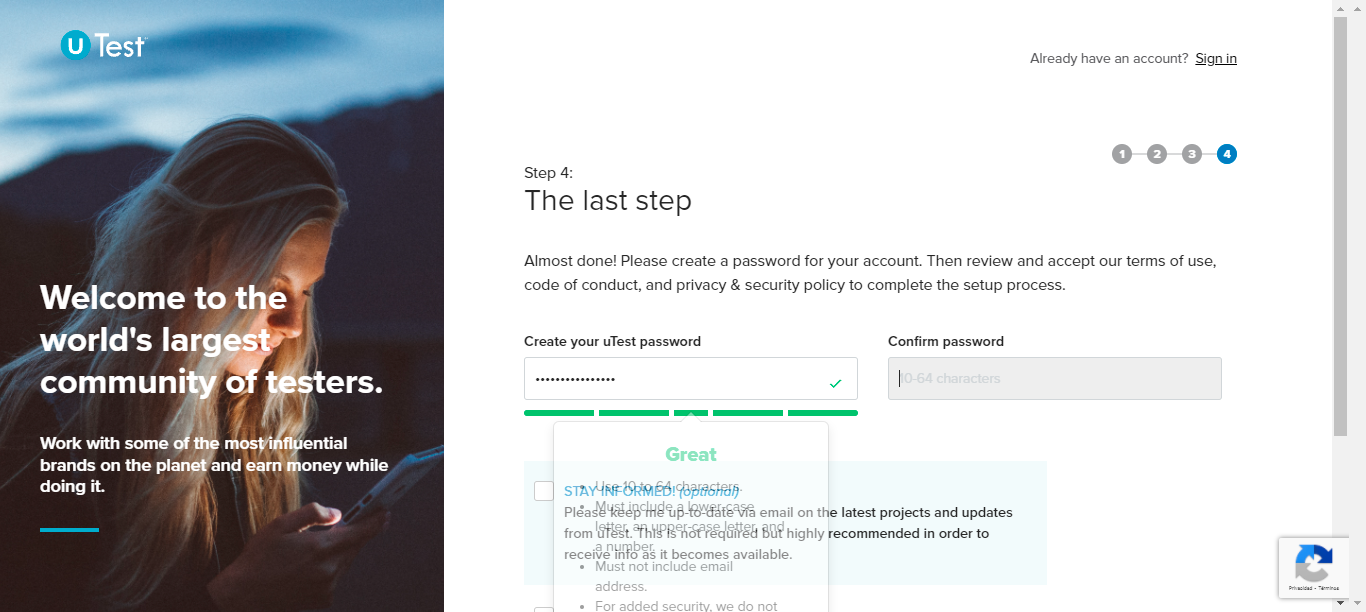 U Test
Already have an account? Sign in
1 2 3 4
Step 4:
The last step
Almost done! Please create a password for your account. Then review and accept our terms of use,
code of conduct, and privacy & security policy to complete the setup process.
Welcome to the
world's largest
community of testers.
Work with some of the most influential
brands on the planet and earn money while
doing it.
Create your uTest password
••••••••••••••••
Confirm password
10-64 characters
Great
Use 10 to 64 characters.
Must include a lower-case
letter, an upper-case letter, and
a number.
Must not include email
address.
For added security, we do not
STAY INFORMED! (optional)
Please keep me up-to-date via email on the latest projects and updates
from uTest. This is not required but highly recommended in order to
receive info as it becomes available.
Privacidad - Términos